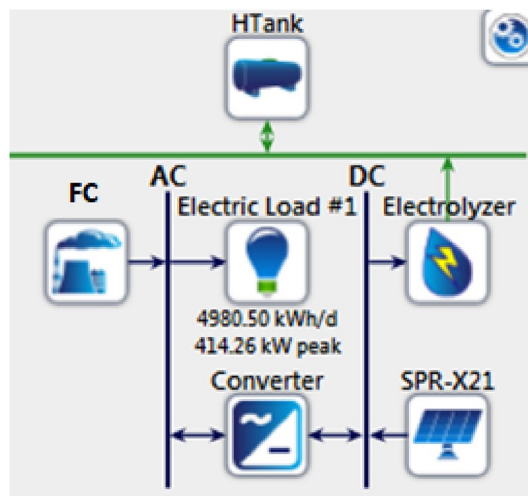 HTank
AC
DC
FC
Electric Load #1
Electrolyzer
4980.50 kWh/d
414.26 kW peak
Converter
SPR-X21